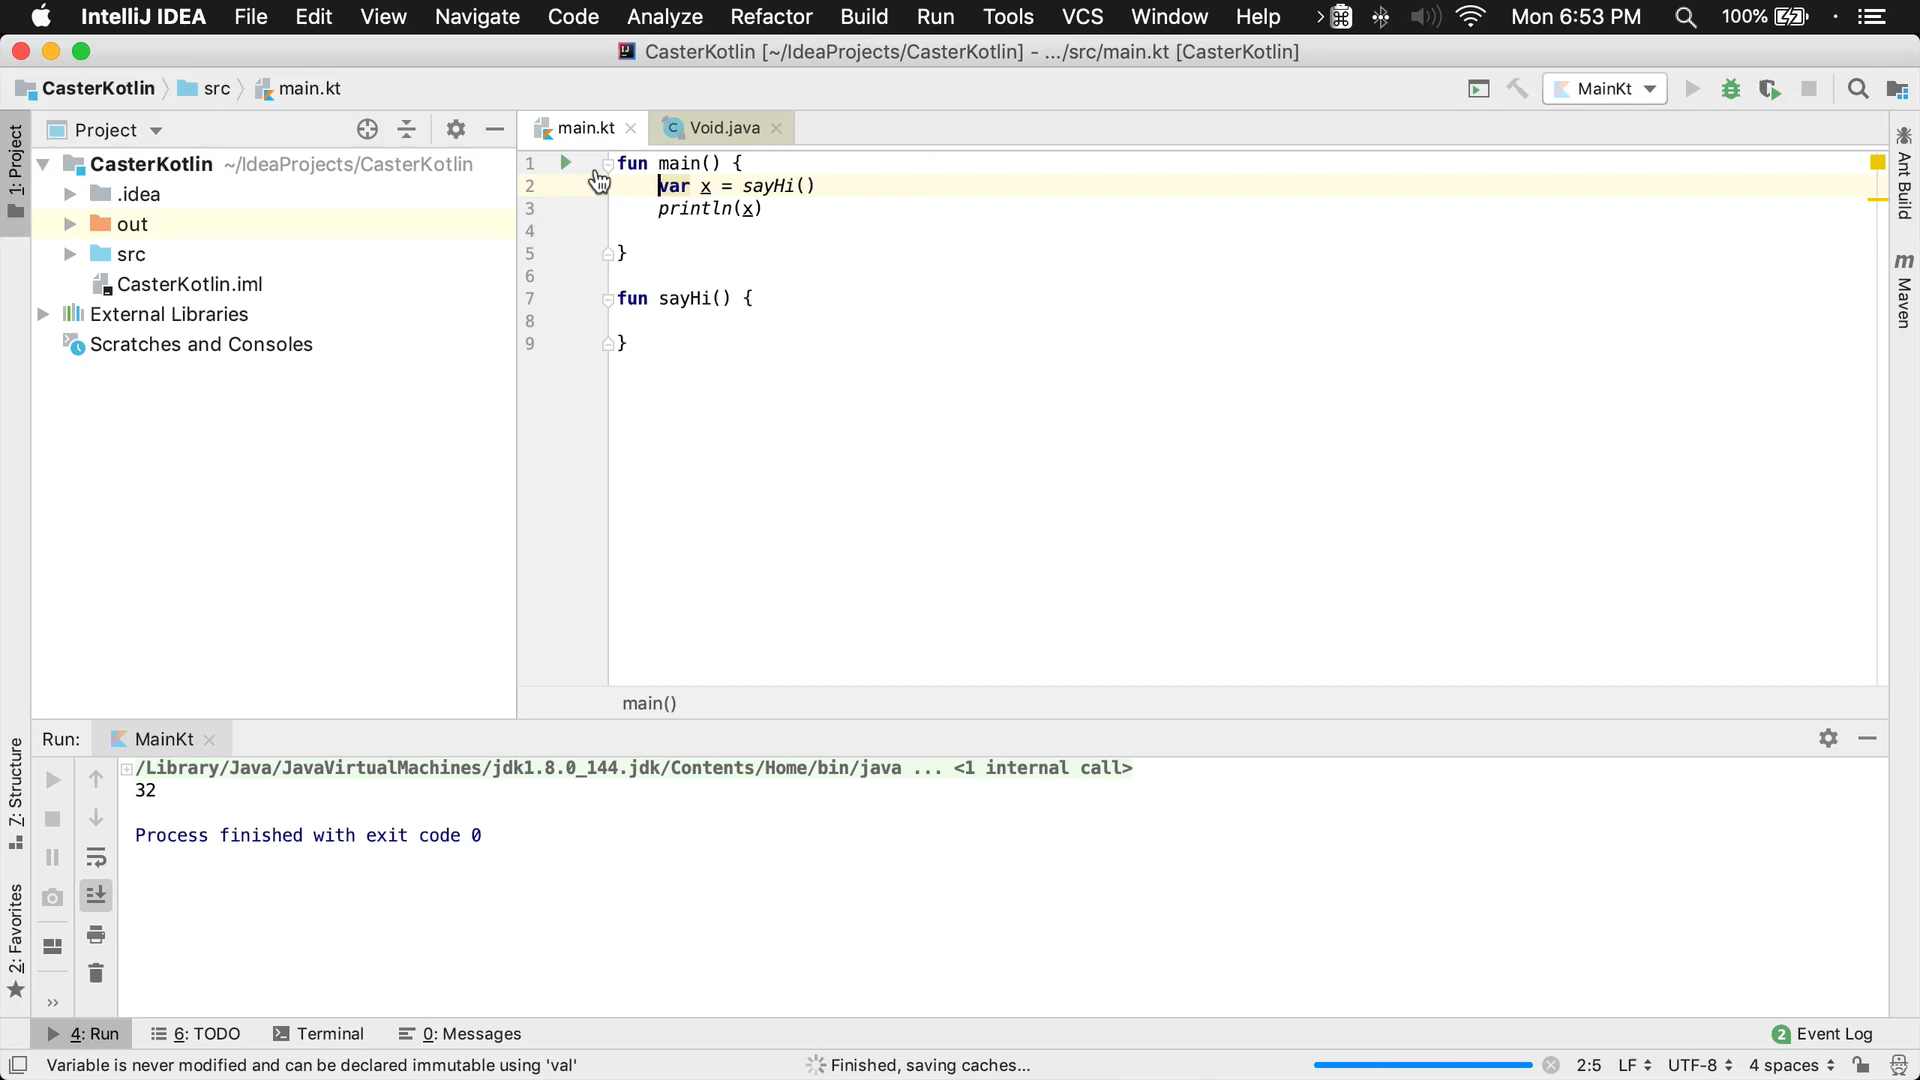 IntelliJ IDEA File Edit View Navigate Code Analyze Refactor Build Run Tools VCS Window Help Mon 6:53 PM 100%
CasterKotlin [~/IdeaProjects/CasterKotlin] - .../src/main.kt [CasterKotlin]
CasterKotlin src main.kt MainKt
1: Project
Project
main.kt
Void.java
CasterKotlin ~/IdeaProjects/CasterKotlin
.idea
out
src
CasterKotlin.iml
External Libraries
Scratches and Consoles
1 fun main() {
2 var x = sayHi()
3 println(x)
4
5 }
6
7 fun sayHi() {
8
9 }
main()
Ant Build
m Maven
Run: MainKt
/Library/Java/JavaVirtualMachines/jdk1.8.0_144.jdk/Contents/Home/bin/java ... <1 internal call>
32
Process finished with exit code 0
Z: Structure
2: Favorites
4: Run 6: TODO Terminal 0: Messages 2 Event Log
Variable is never modified and can be declared immutable using 'val' Finished, saving caches... 2:5 LF UTF-8 4 spaces